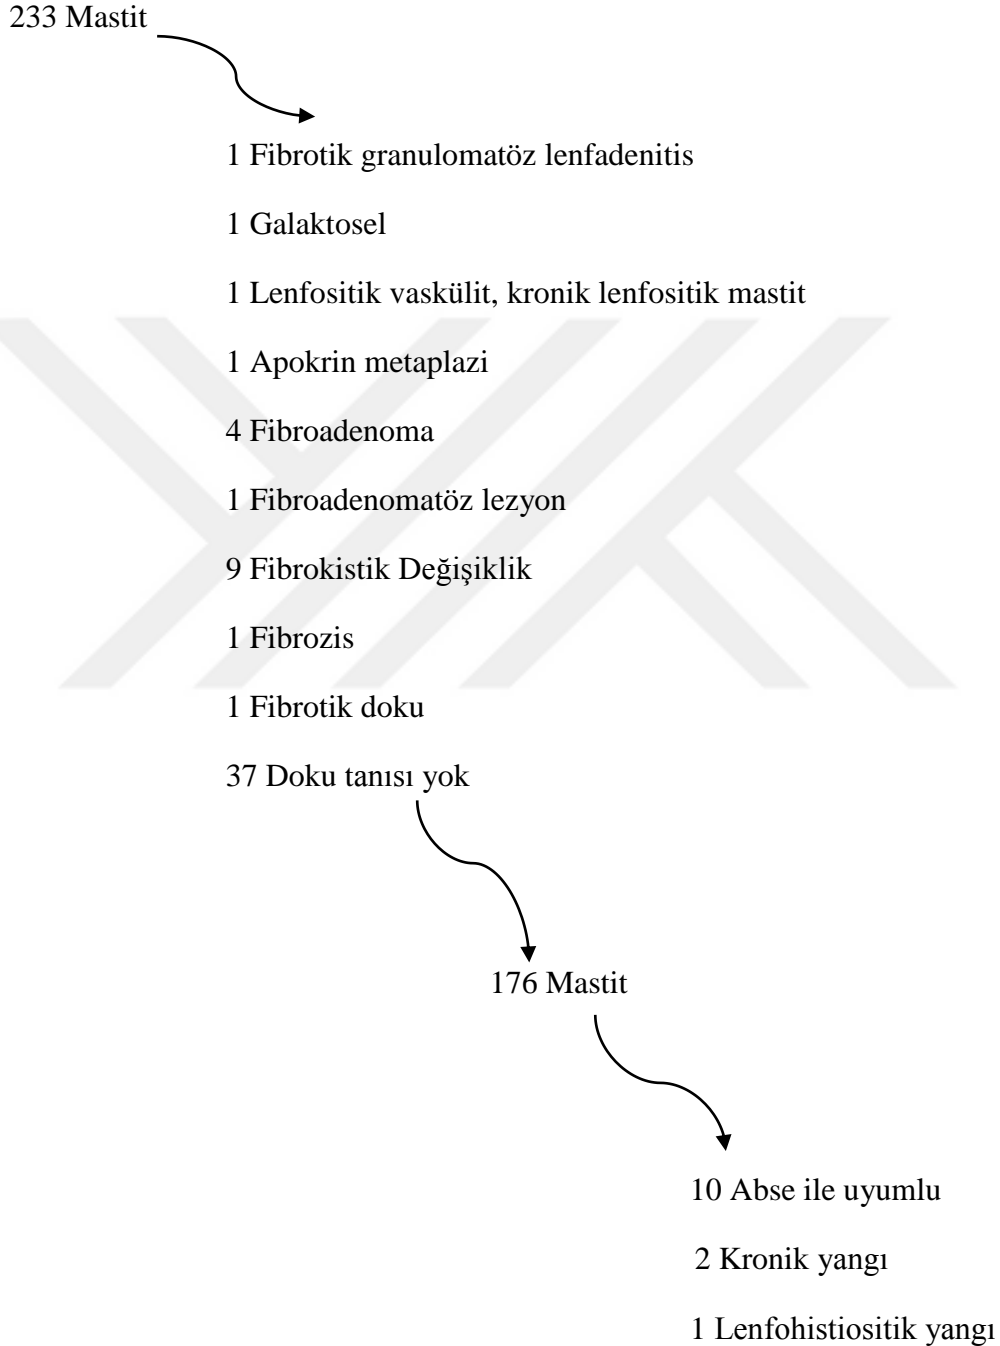 233 Mastit
1 Fibrotik granulomatöz lenfadenitis
1 Galaktosel
1 Lenfositik vaskülit, kronik lenfositik mastit
1 Apokrin metaplazi
4 Fibroadenoma
1 Fibroadenomatöz lezyon
9 Fibrokistik Değişiklik
1 Fibrozis
1 Fibrotik doku
37 Doku tanısı yok
176 Mastit
10 Abse ile uyumlu
2 Kronik yangı
1 Lenfohistiositik yangı